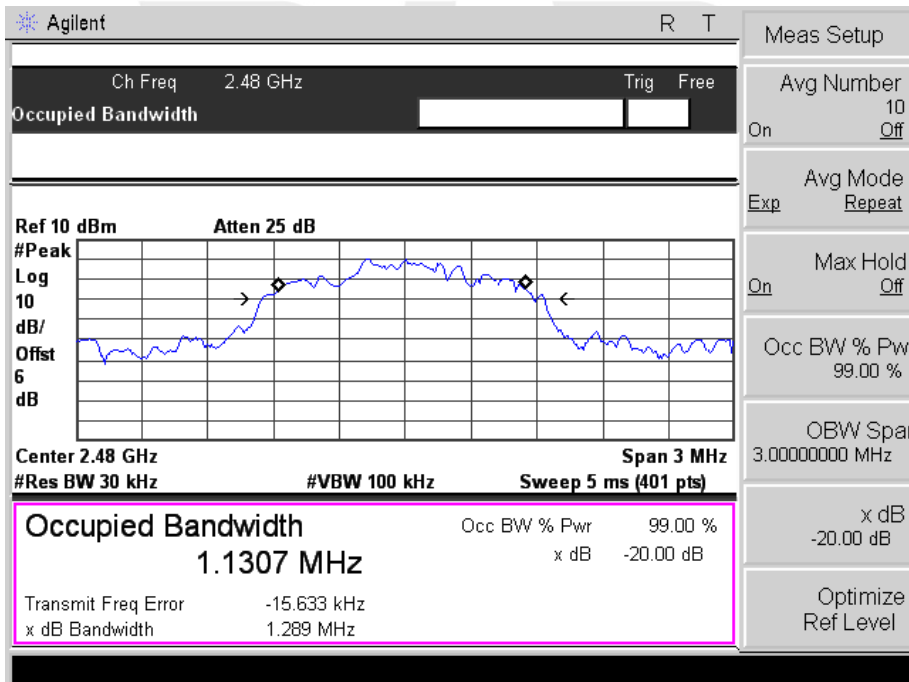 Agilent R T
Ch Freq 2.48 GHz Trig Free
Occupied Bandwidth
Ref 10 dBm Atten 25 dB
#Peak
Log
10
dB/
Offst
6
dB
Center 2.48 GHz Span 3 MHz
#Res BW 30 kHz #VBW 100 kHz Sweep 5 ms (401 pts)
Occupied Bandwidth
1.1307 MHz
Occ BW % Pwr 99.00 %
x dB -20.00 dB
Transmit Freq Error -15.633 kHz
x dB Bandwidth 1.289 MHz
Meas Setup
Avg Number
10
On Off
Avg Mode
Exp Repeat
Max Hold
On Off
Occ BW % Pw
99.00 %
OBW Spa
3.00000000 MHz
x dB
-20.00 dB
Optimize
Ref Level